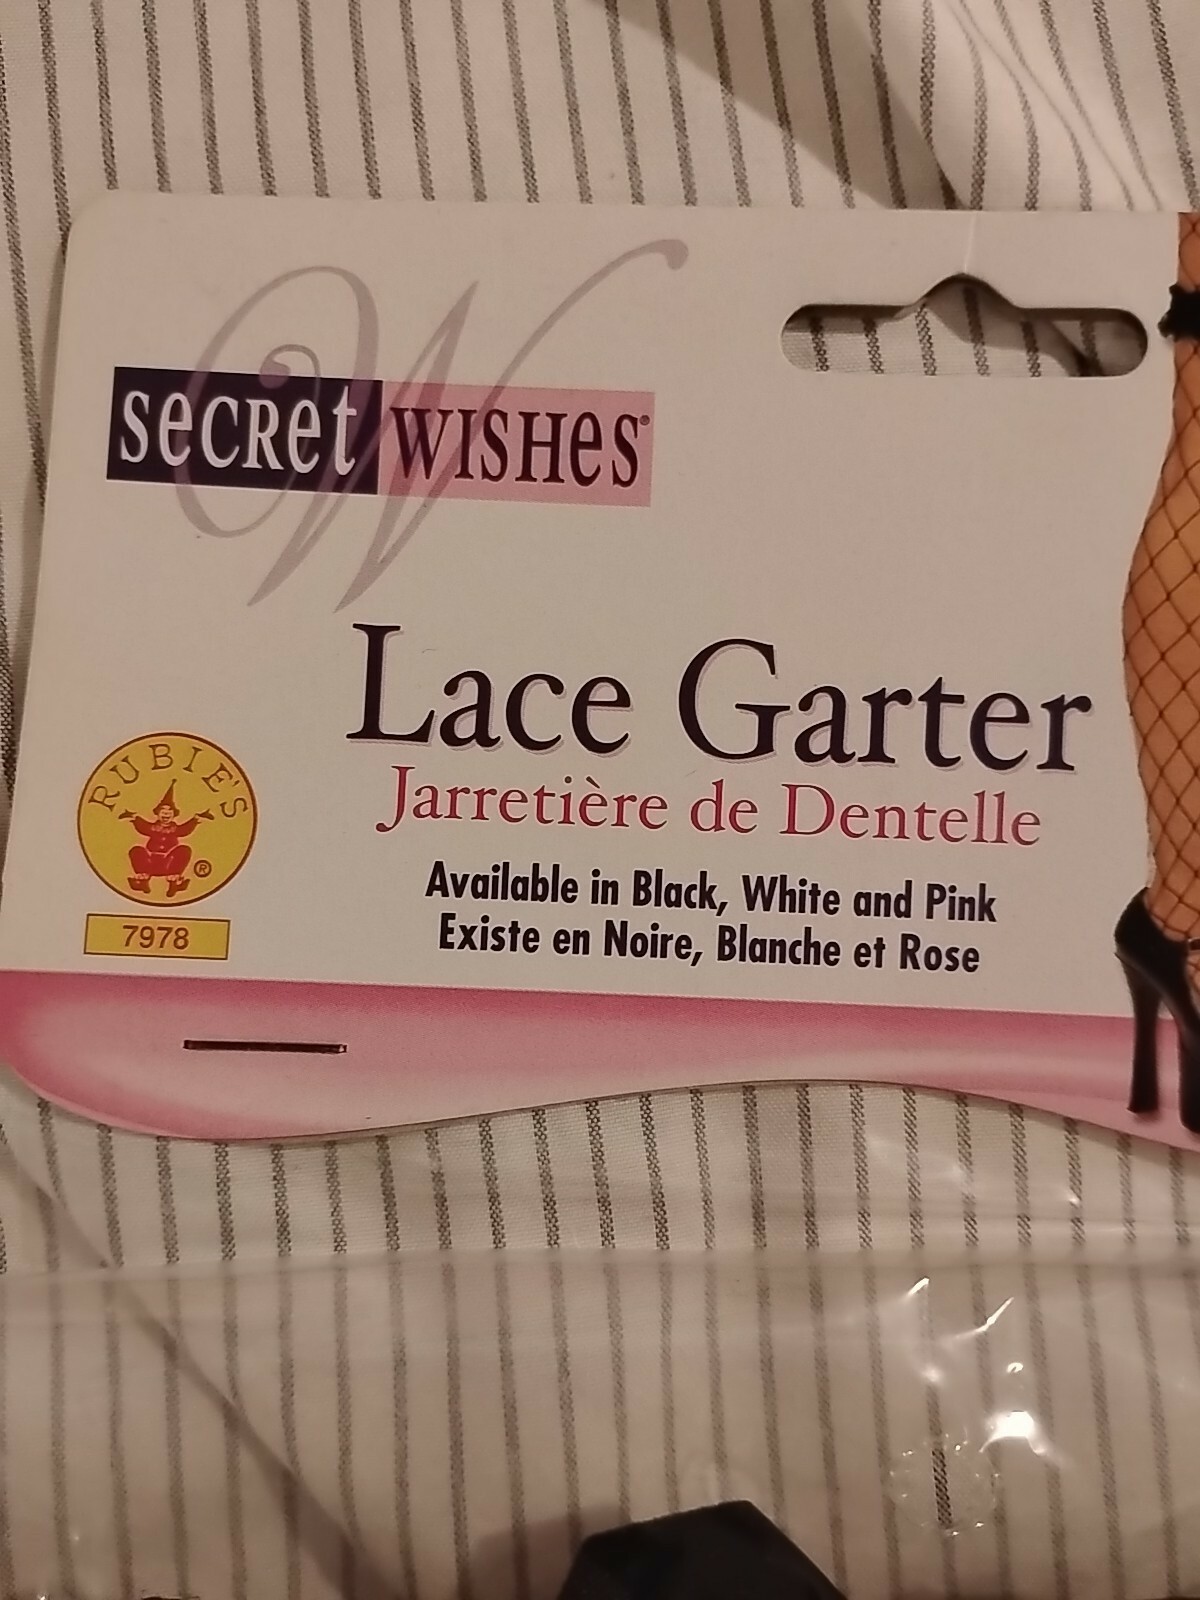 secret wishes®
Lace Garter
Jarretière de Dentelle
RUBIE'S
®
7978
Available in Black, White and Pink
Existe en Noire, Blanche et Rose